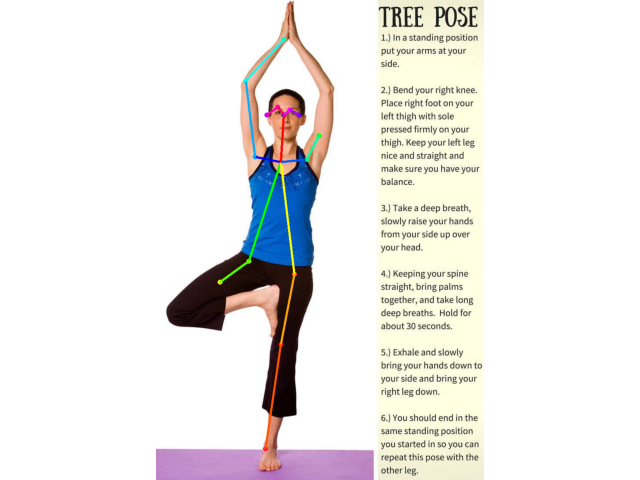 TREE POSE
1.) In a standing position
put your arms at your
side.
2.) Bend your right knee.
Place right foot on your
left thigh with sole
pressed firmly on your
thigh. Keep your left leg
nice and straight and
make sure you have your
balance.
3.) Take a deep breath,
slowly raise your hands
from your side up over
your head.
4.) Keeping your spine
straight, bring palms
together, and take long
deep breaths. Hold for
about 30 seconds.
5.) Exhale and slowly
bring your hands down to
your side and bring your
right leg down.
6.) You should end in the
same standing position
you started in so you can
repeat this pose with the
other leg.